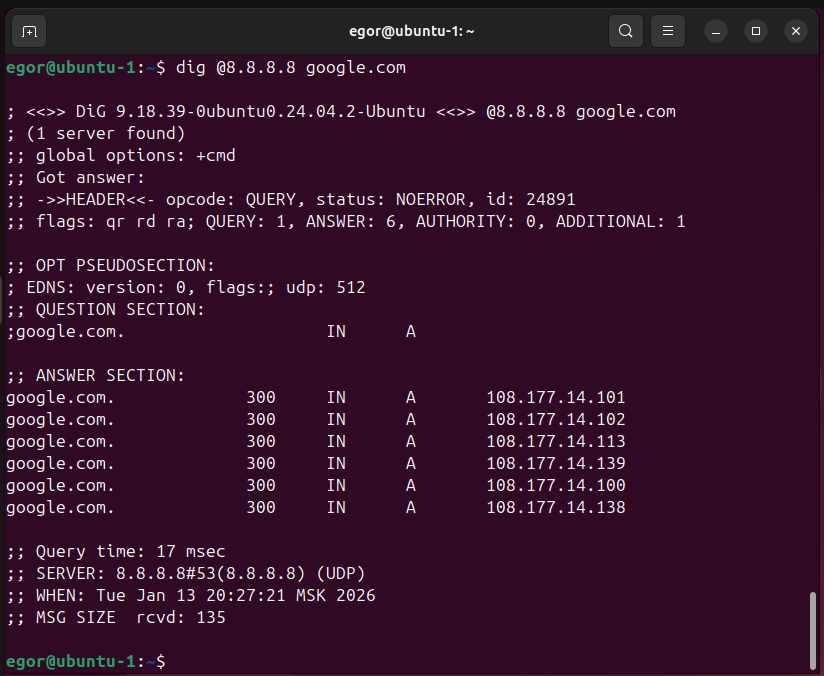 egor@ubuntu-1: ~
egor@ubuntu-1:~$ dig @8.8.8.8 google.com
; <<>> DiG 9.18.39-0ubuntu0.24.04.2-Ubuntu <<>> @8.8.8.8 google.com
; (1 server found)
;; global options: +cmd
;; Got answer:
;; ->>HEADER<<- opcode: QUERY, status: NOERROR, id: 24891
;; flags: qr rd ra; QUERY: 1, ANSWER: 6, AUTHORITY: 0, ADDITIONAL: 1
;; OPT PSEUDOSECTION:
; EDNS: version: 0, flags:; udp: 512
;; QUESTION SECTION:
;google.com.			IN	A
;; ANSWER SECTION:
google.com.		300	IN	A	108.177.14.101
google.com.		300	IN	A	108.177.14.102
google.com.		300	IN	A	108.177.14.113
google.com.		300	IN	A	108.177.14.139
google.com.		300	IN	A	108.177.14.100
google.com.		300	IN	A	108.177.14.138
;; Query time: 17 msec
;; SERVER: 8.8.8.8#53(8.8.8.8) (UDP)
;; WHEN: Tue Jan 13 20:27:21 MSK 2026
;; MSG SIZE  rcvd: 135
egor@ubuntu-1:~$